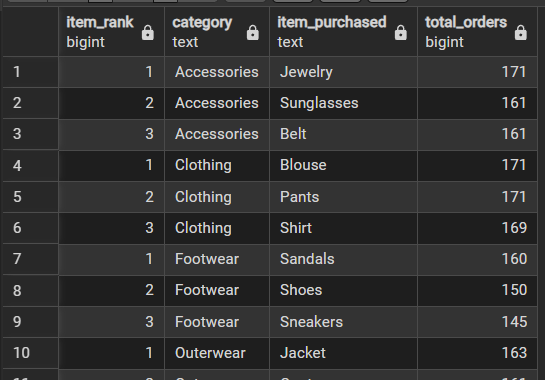 item_rank category item_purchased total_orders
bigint text text bigint
1 1 Accessories Jewelry 171
2 2 Accessories Sunglasses 161
3 3 Accessories Belt 161
4 1 Clothing Blouse 171
5 2 Clothing Pants 171
6 3 Clothing Shirt 169
7 1 Footwear Sandals 160
8 2 Footwear Shoes 150
9 3 Footwear Sneakers 145
10 1 Outerwear Jacket 163